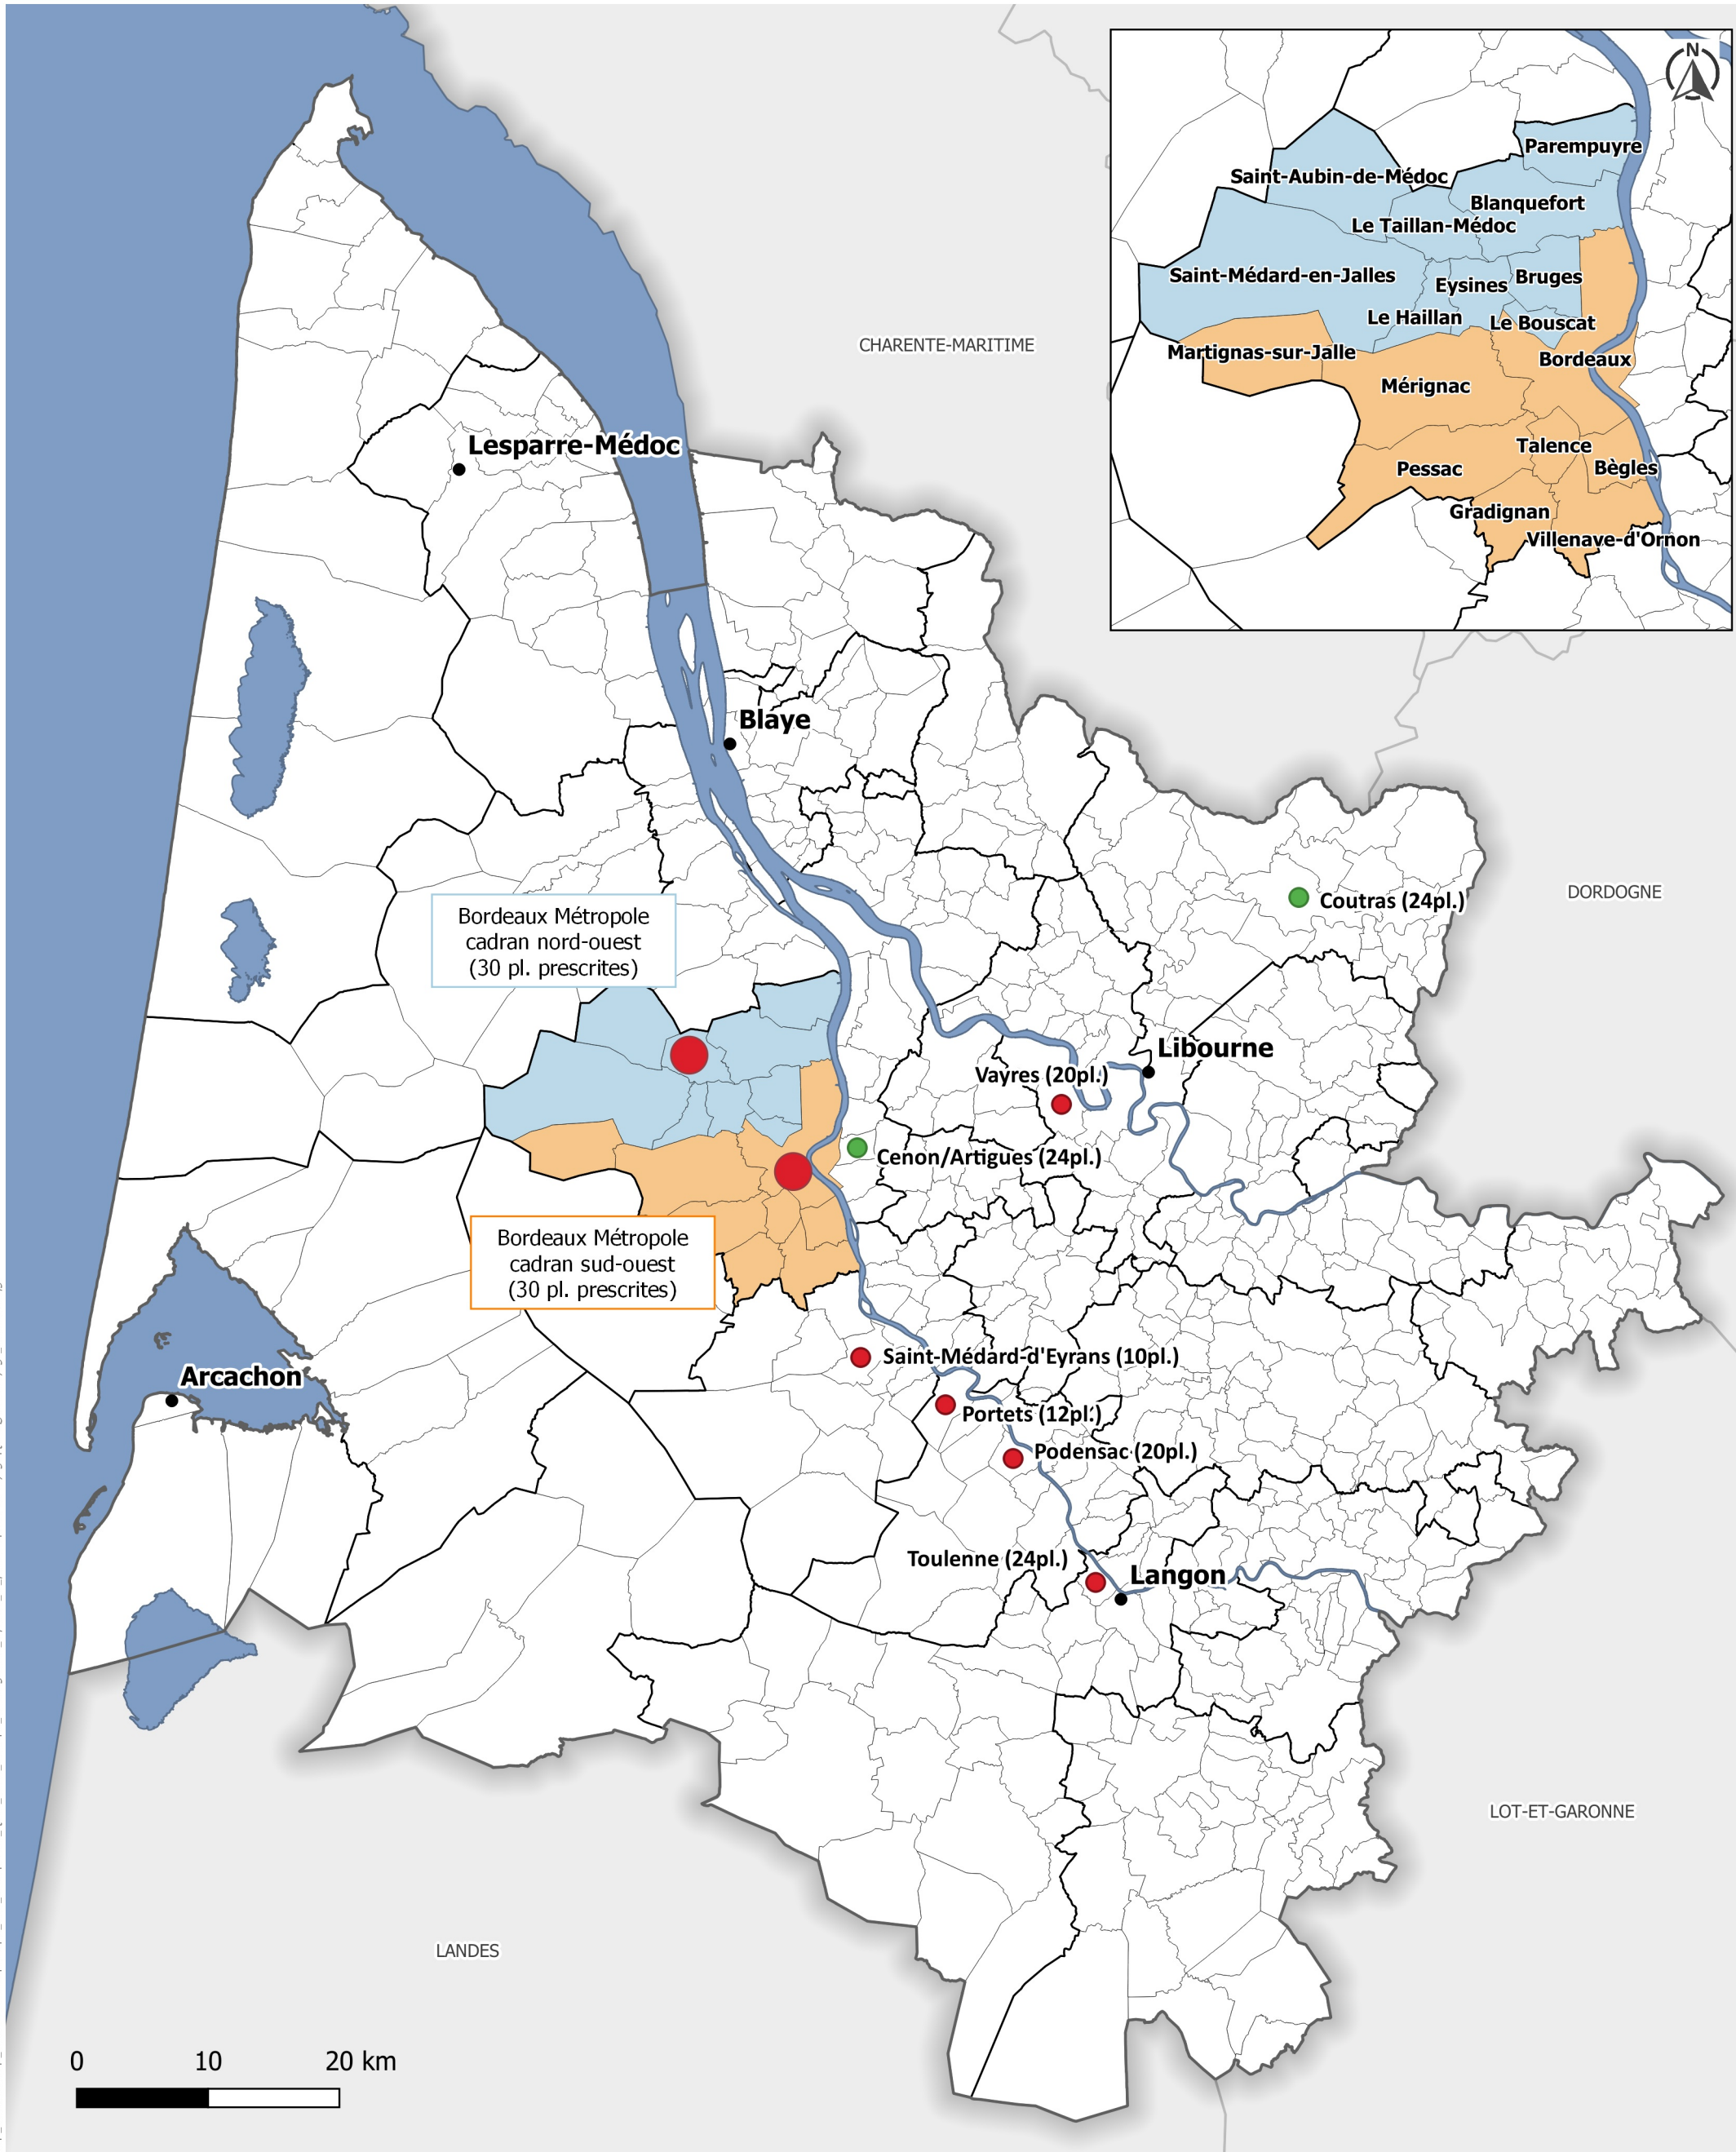 N
Parempuyre
Saint-Aubin-de-Médoc
Blanquefort
Le Taillan-Médoc
Saint-Médard-en-Jalles
Eysines
Bruges
Le Haillan
Le Bouscat
Martignas-sur-Jalle
Bordeaux
Mérignac
Talence
Pessac
Bègles
Gradignan
Villenave-d'Ornon
CHARENTE-MARITIME
Lesparre-Médoc
Blaye
DORDOGNE
Coutras (24pl.)
Bordeaux Métropole
cadran nord-ouest
(30 pl. prescrites)
Libourne
Vayres (20pl.)
Cenon/Artigues (24pl.)
Bordeaux Métropole
cadran sud-ouest
(30 pl. prescrites)
Saint-Médard-d'Eyrans (10pl.)
Arcachon
Portets (12pl.)
Podensac (20pl.)
Toulenne (24pl.)
Langon
LOT-ET-GARONNE
LANDES
0 10 20 km